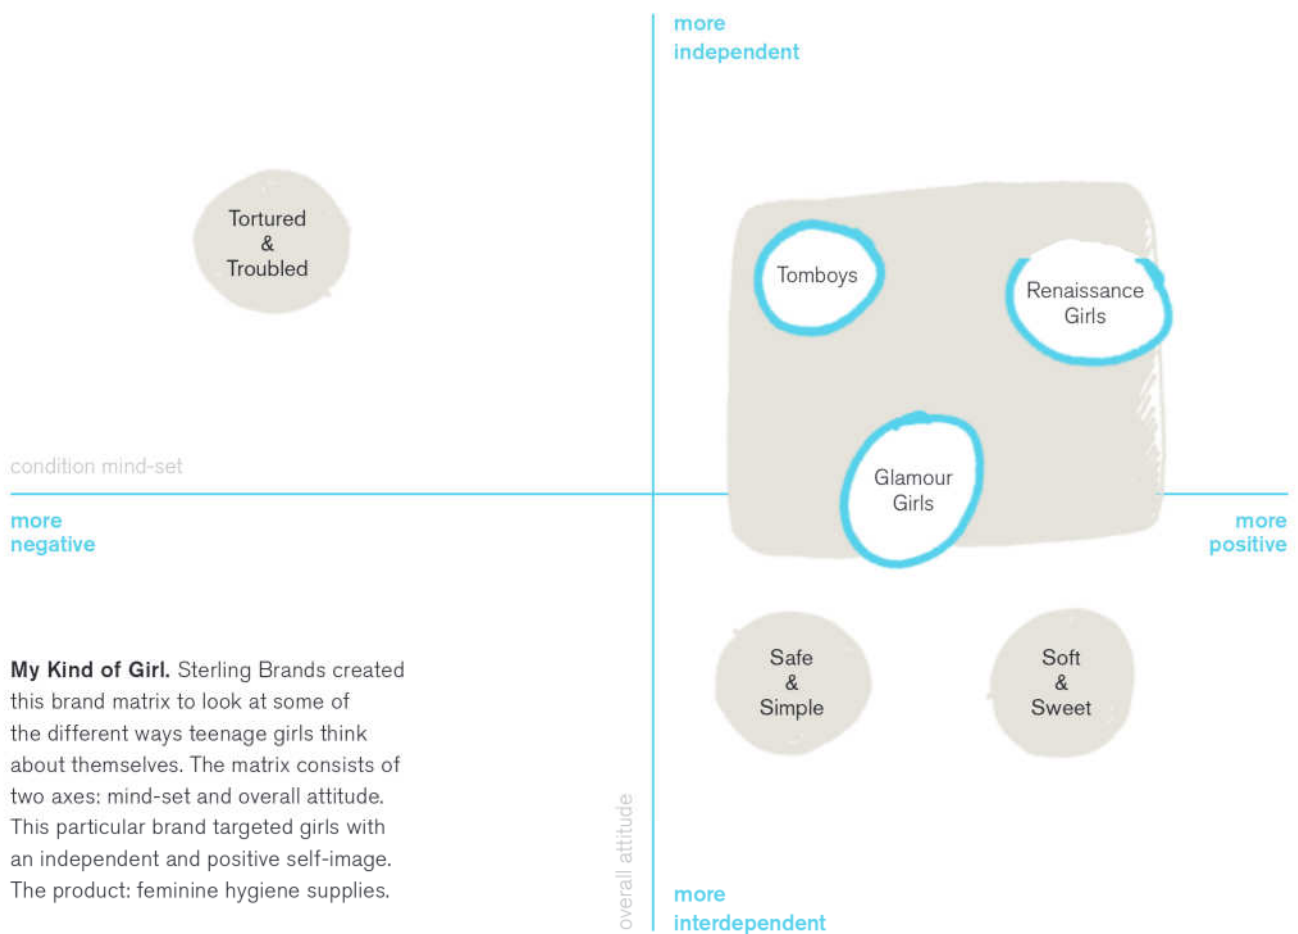 more
independent
Tortured
&
Troubled
Tomboys
Renaissance
Girls
condition mind-set
Glamour
Girls
more
negative
more
positive
Safe
&
Simple
Soft
&
Sweet
My Kind of Girl. Sterling Brands created
this brand matrix to look at some of
the different ways teenage girls think
about themselves. The matrix consists of
two axes: mind-set and overall attitude.
This particular brand targeted girls with
an independent and positive self-image.
The product: feminine hygiene supplies.
overall attitude
more
interdependent